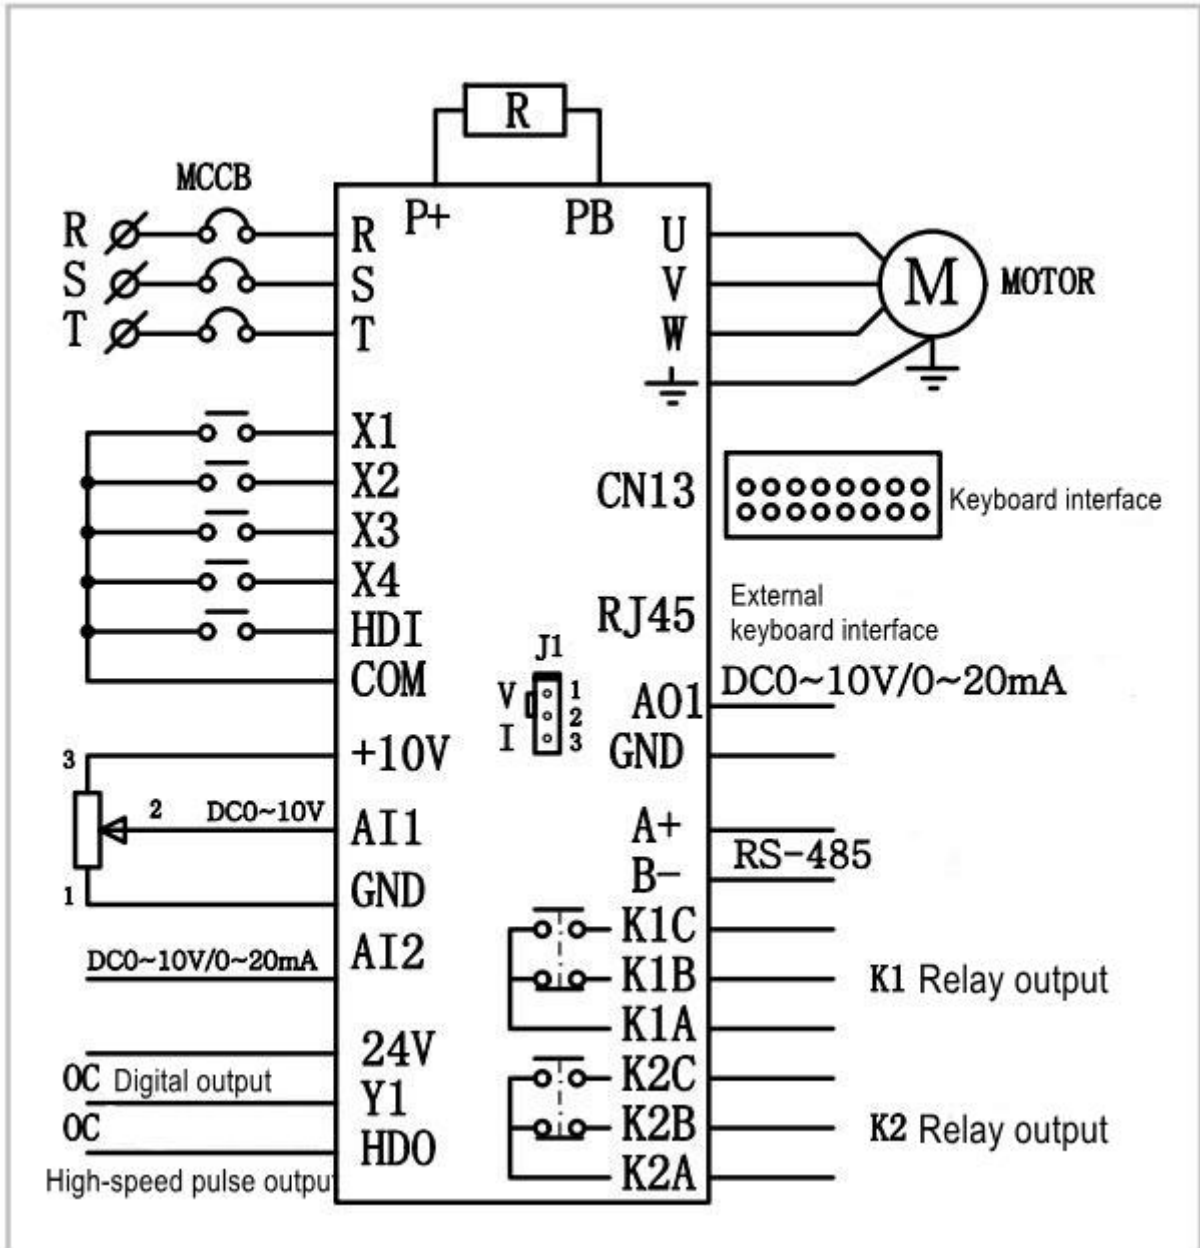 R
MCCB
R R P+ PB U
S S V M MOTOR
T T W
X1
X2 CN13 Keyboard interface
X3
X4 RJ45 External
keyboard interface
HDI J1
COM V 1 AO1 DC0~10V/0~20mA
2
I 3
3 +10V GND
2 DC0~10V AI1 A+
RS-485
1 GND B-
K1C
DC0~10V/0~20mA AI2 K1B K1 Relay output
K1A
24V
OC Digital output K2C
Y1
OC K2B K2 Relay output
HDO
High-speed pulse output K2A